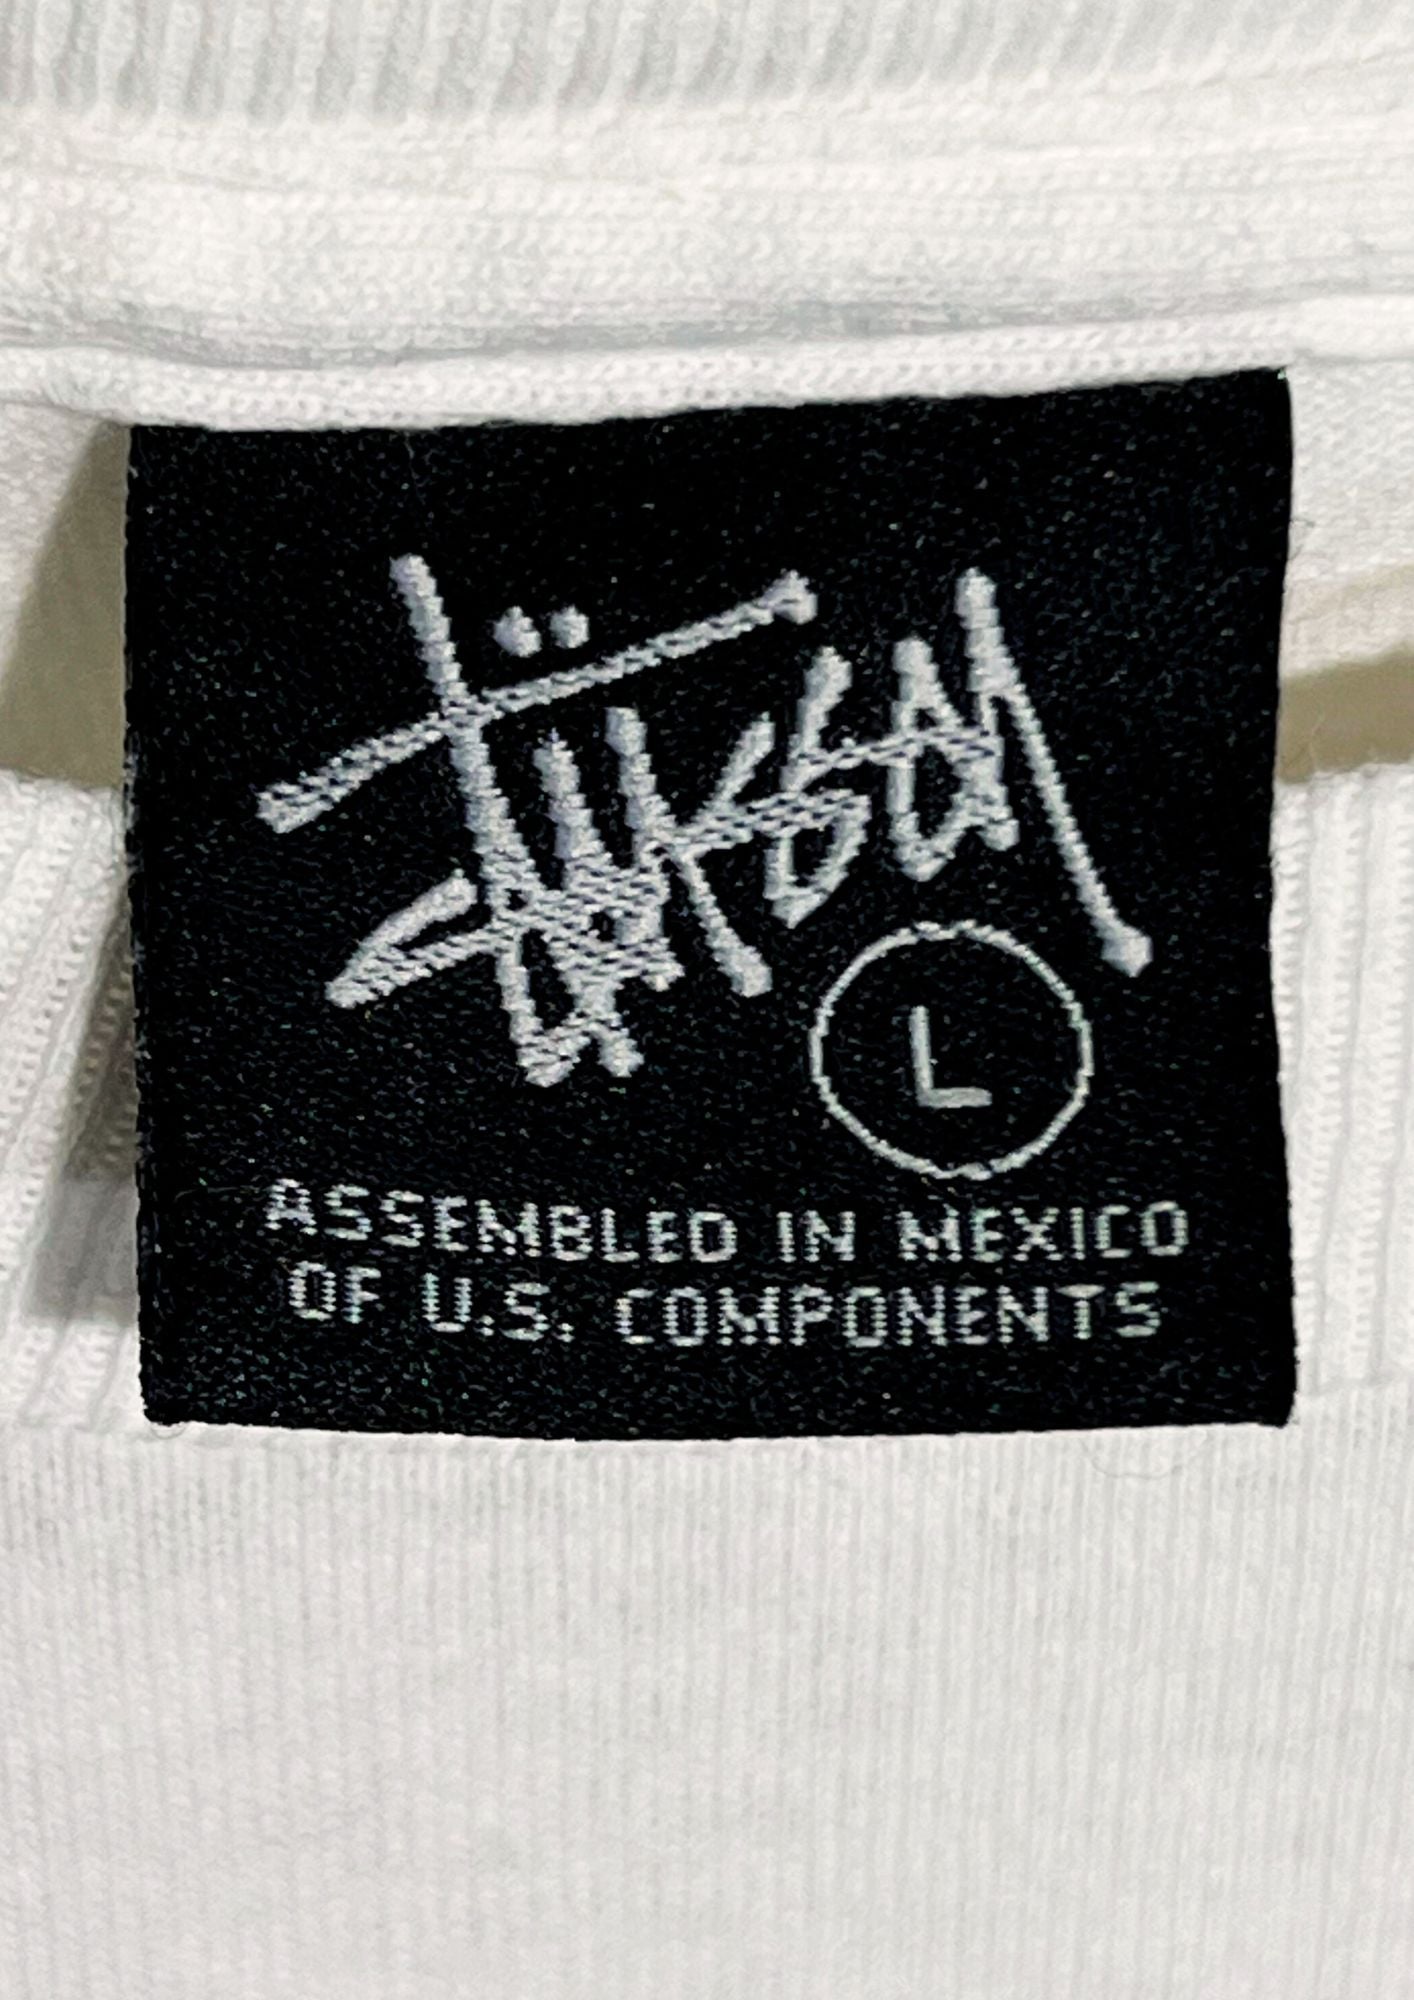 Stüssy
L
ASSEMBLED IN MEXICO
OF U.S. COMPONENTS